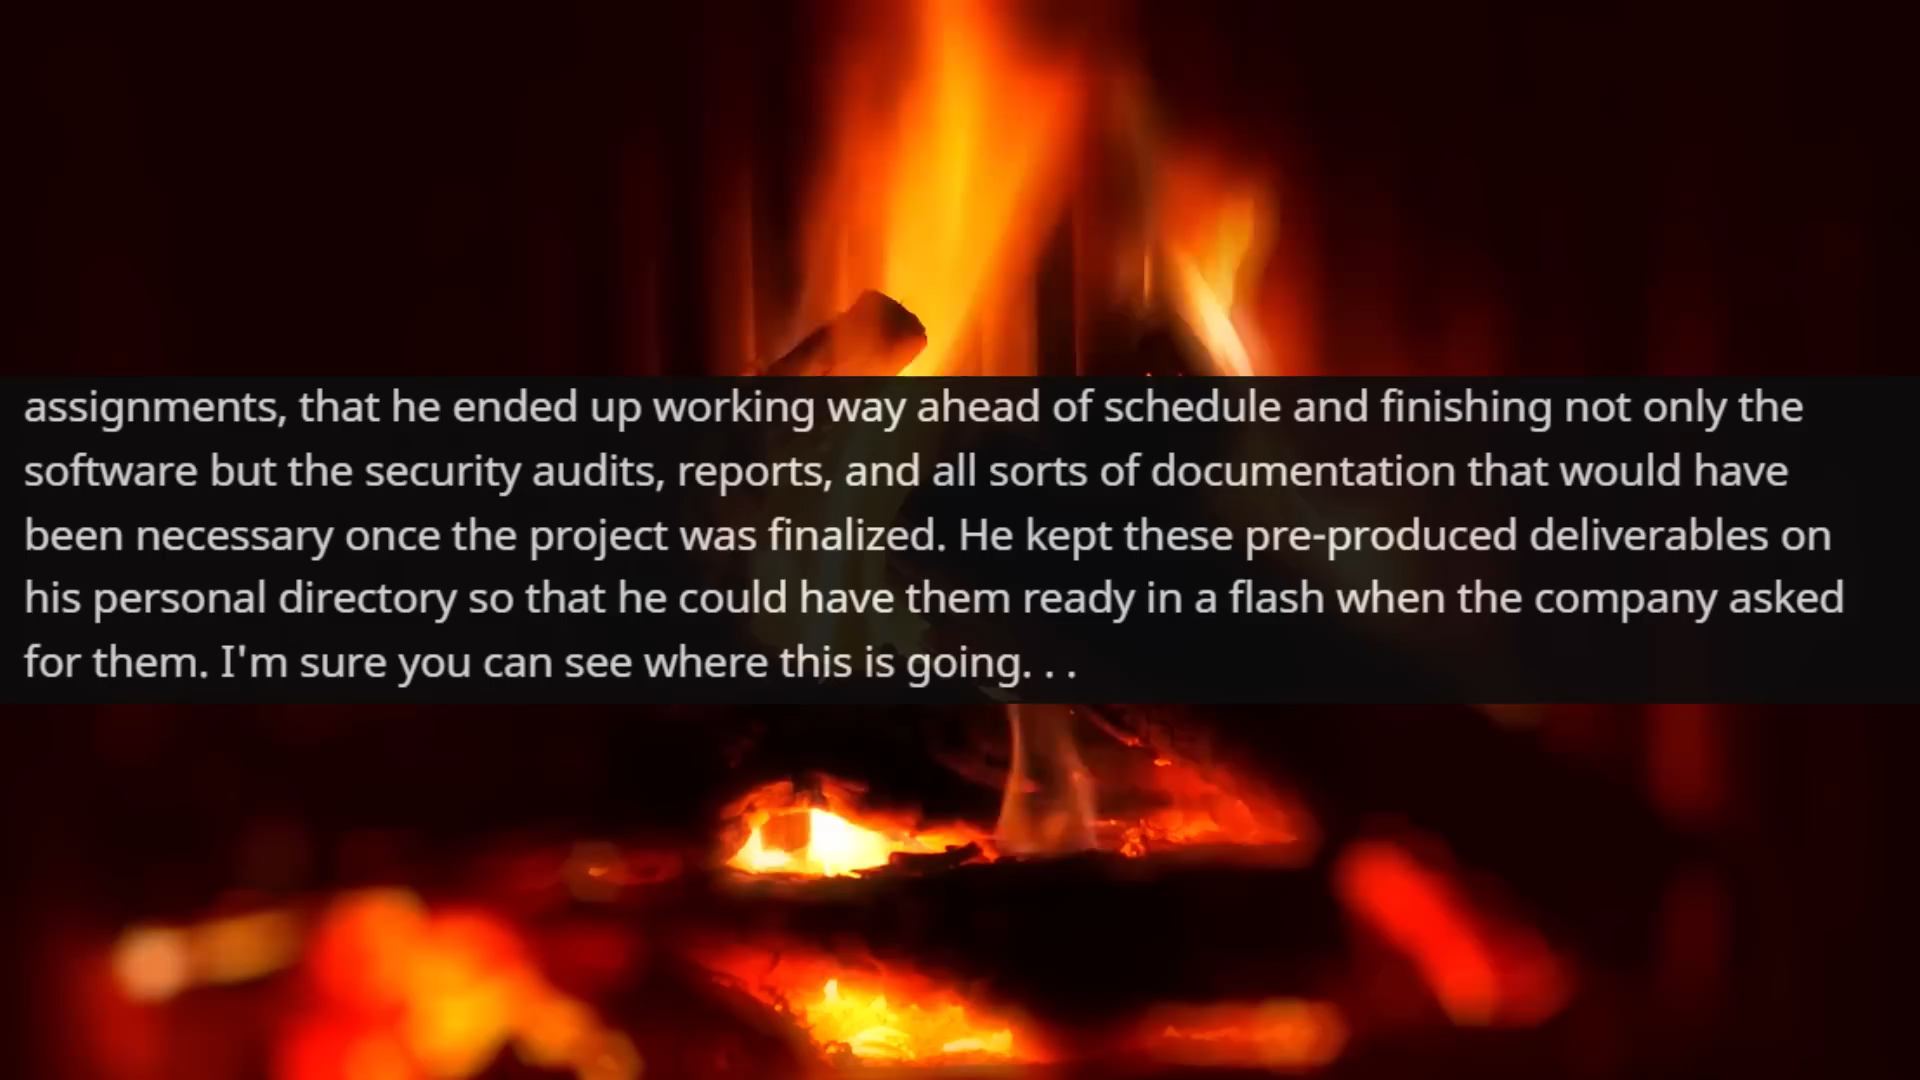 assignments, that he ended up working way ahead of schedule and finishing not only the
software but the security audits, reports, and all sorts of documentation that would have
been necessary once the project was finalized. He kept these pre-produced deliverables on
his personal directory so that he could have them ready in a flash when the company asked
for them. I'm sure you can see where this is going. . .